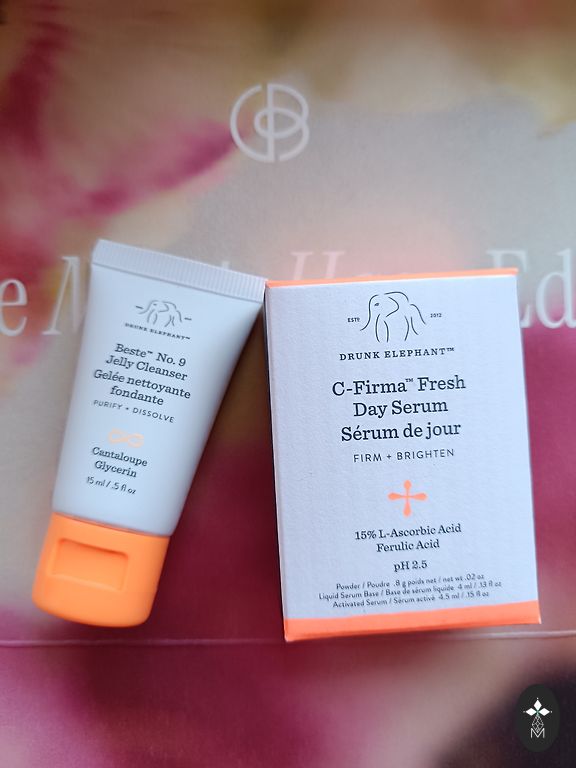 DRUNK ELEPHANT™
Beste™ No. 9
Jelly Cleanser
Gelée nettoyante
fondante
PURIFY + DISSOLVE
Cantaloupe
Glycerin
15 ml / .5 fl oz
ESTD. 2012
DRUNK ELEPHANT™
C-Firma™ Fresh
Day Serum
Sérum de jour
FIRM + BRIGHTEN
15% L-Ascorbic Acid
Ferulic Acid
pH 2.5
Powder / Poudre .8 g poids net / net wt .02 oz
Liquid Serum Base / Base de sérum liquide 4 ml / .13 fl oz
Activated Serum / Sérum activé 4.5 ml / .15 fl oz